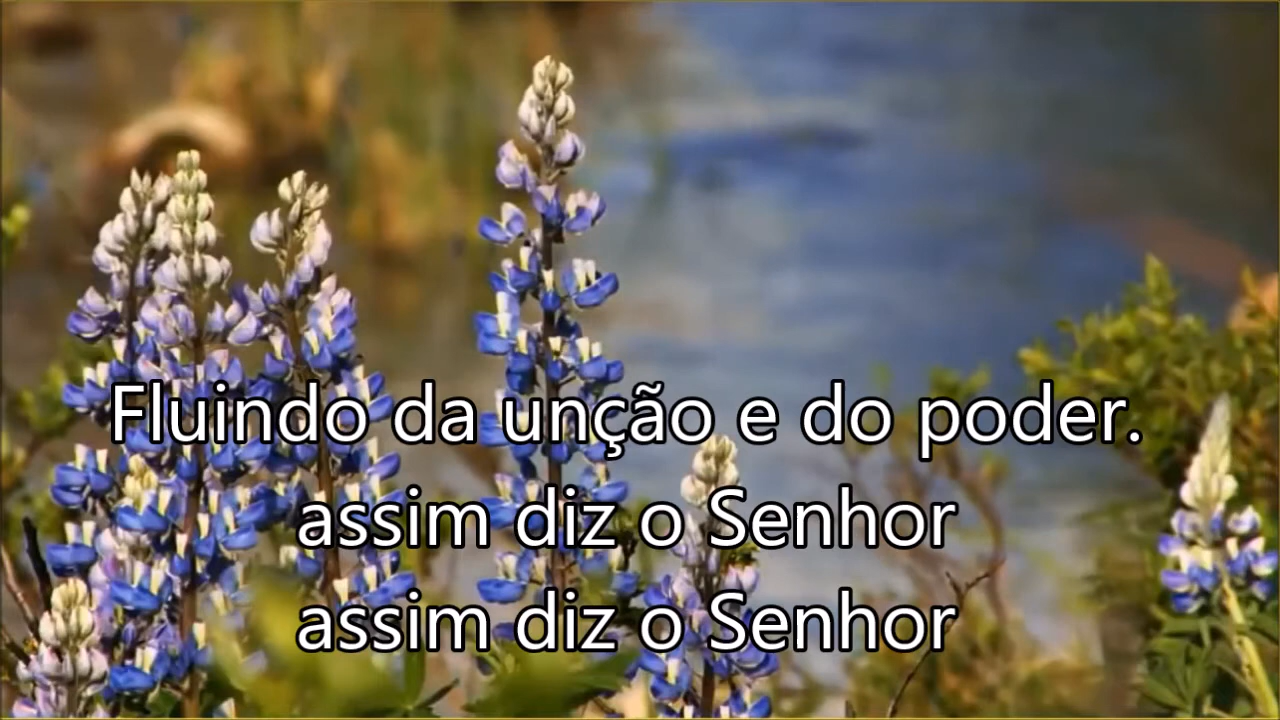 Fluindo da unção e do poder.
assim diz o Senhor
assim diz o Senhor